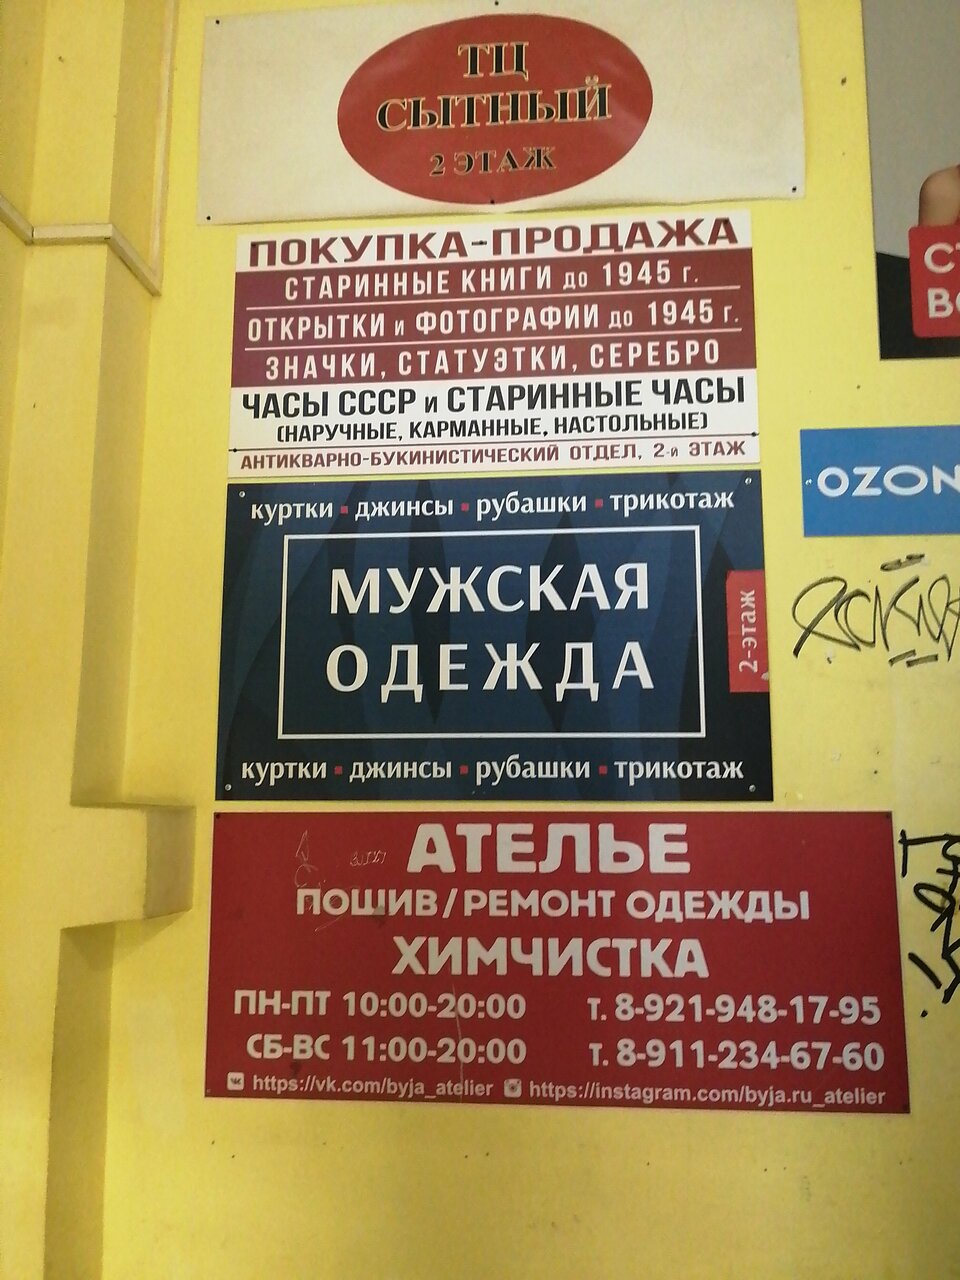 ТЦ
СЫТНЫЙ
2 ЭТАЖ
ПОКУПКА-ПРОДАЖА
СТАРИННЫЕ КНИГИ до 1945 г.
ОТКРЫТКИ и ФОТОГРАФИИ до 1945 г.
ЗНАЧКИ, СТАТУЭТКИ, СЕРЕБРО
ЧАСЫ СССР и СТАРИННЫЕ ЧАСЫ
(НАРУЧНЫЕ, КАРМАННЫЕ, НАСТОЛЬНЫЕ)
АНТИКВАРНО-БУКИНИСТИЧЕСКИЙ ОТДЕЛ, 2-й ЭТАЖ
куртки ▪ джинсы ▪ рубашки ▪ трикотаж
МУЖСКАЯ
ОДЕЖДА
2-этаж
куртки ▪ джинсы ▪ рубашки ▪ трикотаж
АТЕЛЬЕ
ПОШИВ/РЕМОНТ ОДЕЖДЫ
ХИМЧИСТКА
ПН-ПТ 10:00-20:00 т. 8-921-948-17-95
СБ-ВС 11:00-20:00 т. 8-911-234-67-60
https://vk.com/byja_atelier https://instagram.com/byja.ru_atelier
OZON